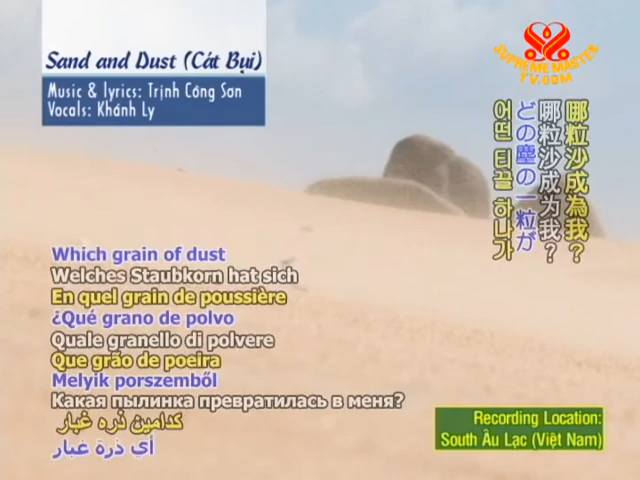 Sand and Dust (Cát Bụi)
Music & lyrics: Trịnh Công Sơn
Vocals: Khánh Ly
SUPREME MASTER
TV.COM
哪粒沙成為我?
哪粒沙成为我?
どの塵の一粒が
어떤 티끌 하나가
Which grain of dust
Welches Staubkorn hat sich
En quel grain de poussière
¿Qué grano de polvo
Quale granello di polvere
Que grão de poeira
Melyik porszemből
Какая пылинка превратилась в меня?
كدامین ذره غبار
أي ذرة غبار
Recording Location:
South Âu Lạc (Việt Nam)